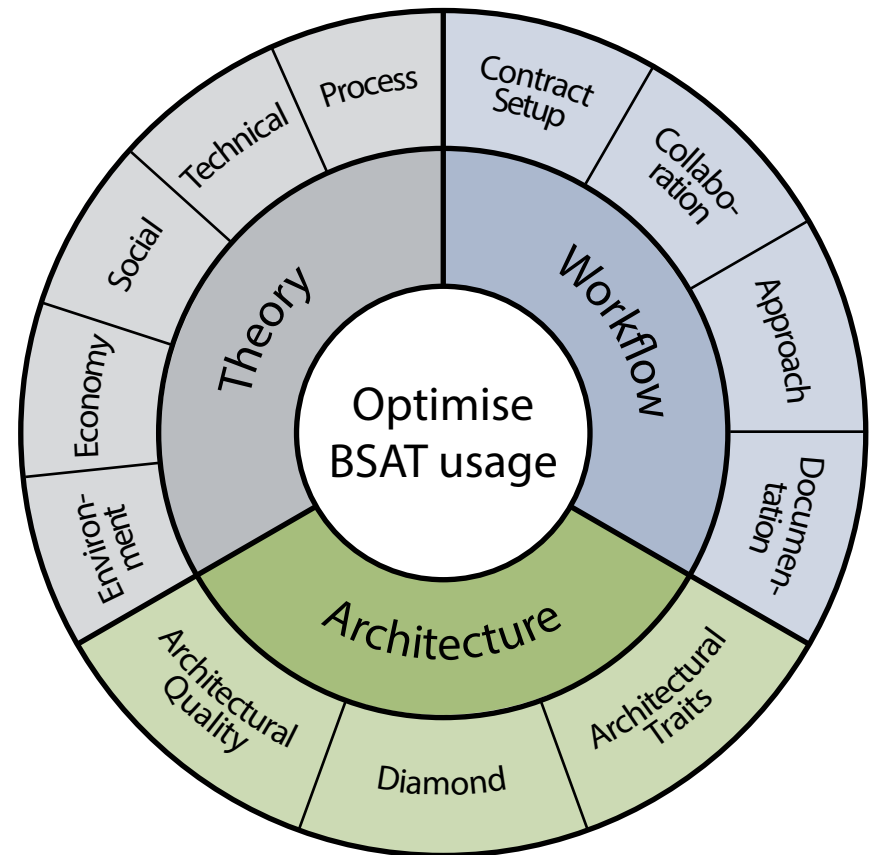 Optimise
BSAT usage
Theory
Workflow
Architecture
Process
Technical
Social
Economy
Environ-
ment
Contract
Setup
Collabo-
ration
Approach
Documen-
tation
Architectural
Traits
Diamond
Architectural
Quality